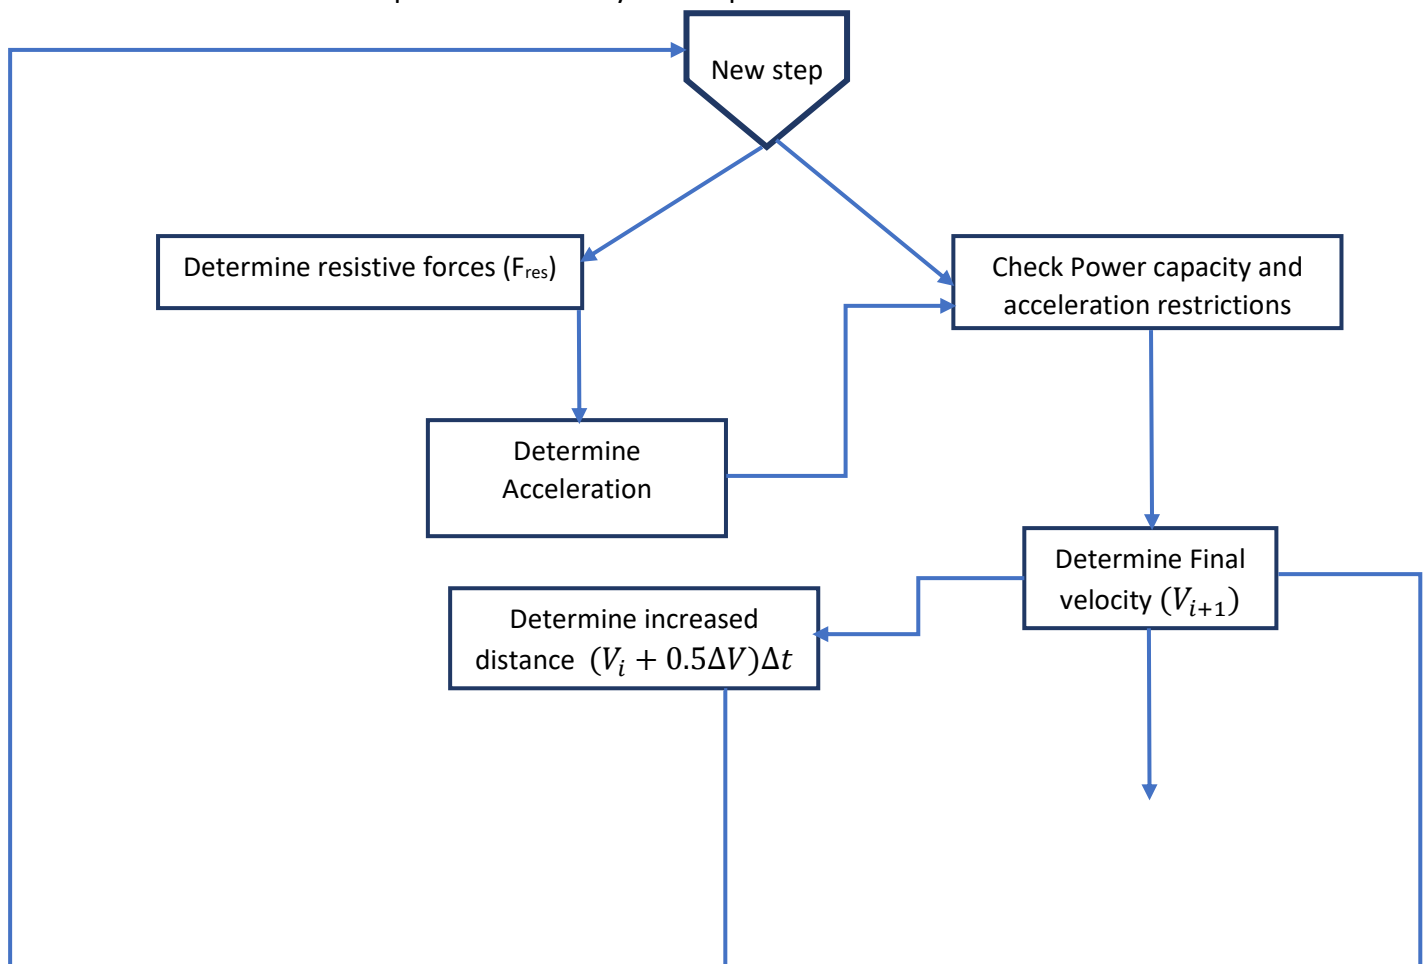 New step
Determine resistive forces (Fres)
Check Power capacity and
acceleration restrictions
Determine
Acceleration
Determine Final
velocity (V_{i+1})
Determine increased
distance (V_i + 0.5ΔV)Δt